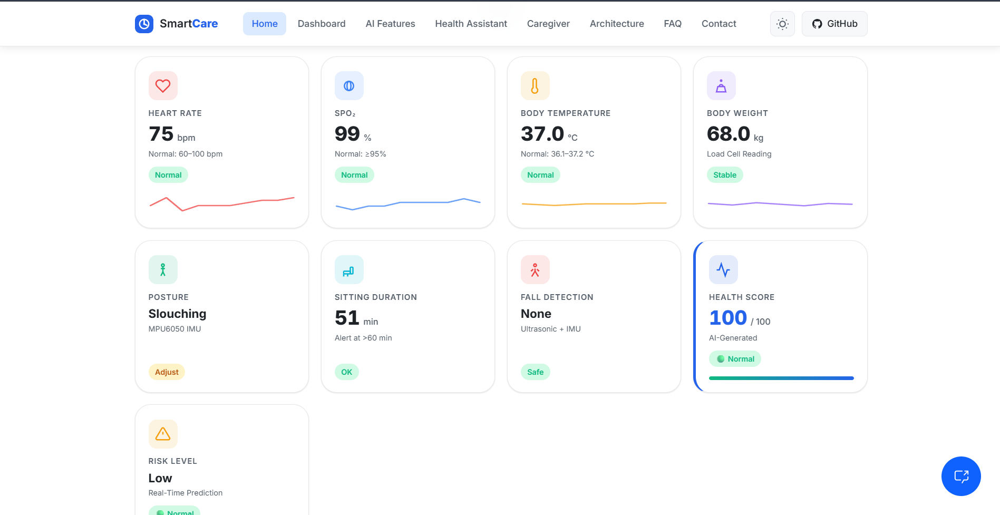 SmartCare
Home
Dashboard
AI Features
Health Assistant
Caregiver
Architecture
FAQ
Contact
GitHub
HEART RATE
75 bpm
Normal: 60–100 bpm
Normal
SPO₂
99 %
Normal: ≥95%
Normal
BODY TEMPERATURE
37.0 °C
Normal: 36.1–37.2 °C
Normal
BODY WEIGHT
68.0 kg
Load Cell Reading
Stable
POSTURE
Slouching
MPU6050 IMU
Adjust
SITTING DURATION
51 min
Alert at >60 min
OK
FALL DETECTION
None
Ultrasonic + IMU
Safe
HEALTH SCORE
100 / 100
AI-Generated
Normal
RISK LEVEL
Low
Real-Time Prediction
Normal